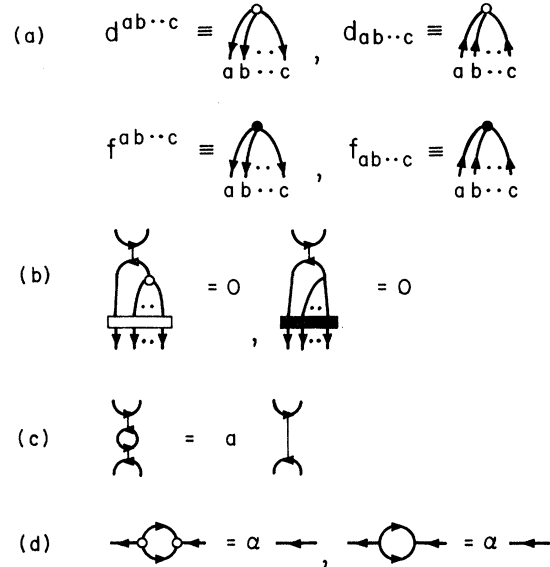 (a) d^{ab··c} ≡ , d_{ab··c} ≡
a b ·· c a b ·· c
f^{ab··c} ≡ , f_{ab··c} ≡
a b ·· c a b ·· c
(b) = 0 , = 0
(c) = a
(d) = α , = α